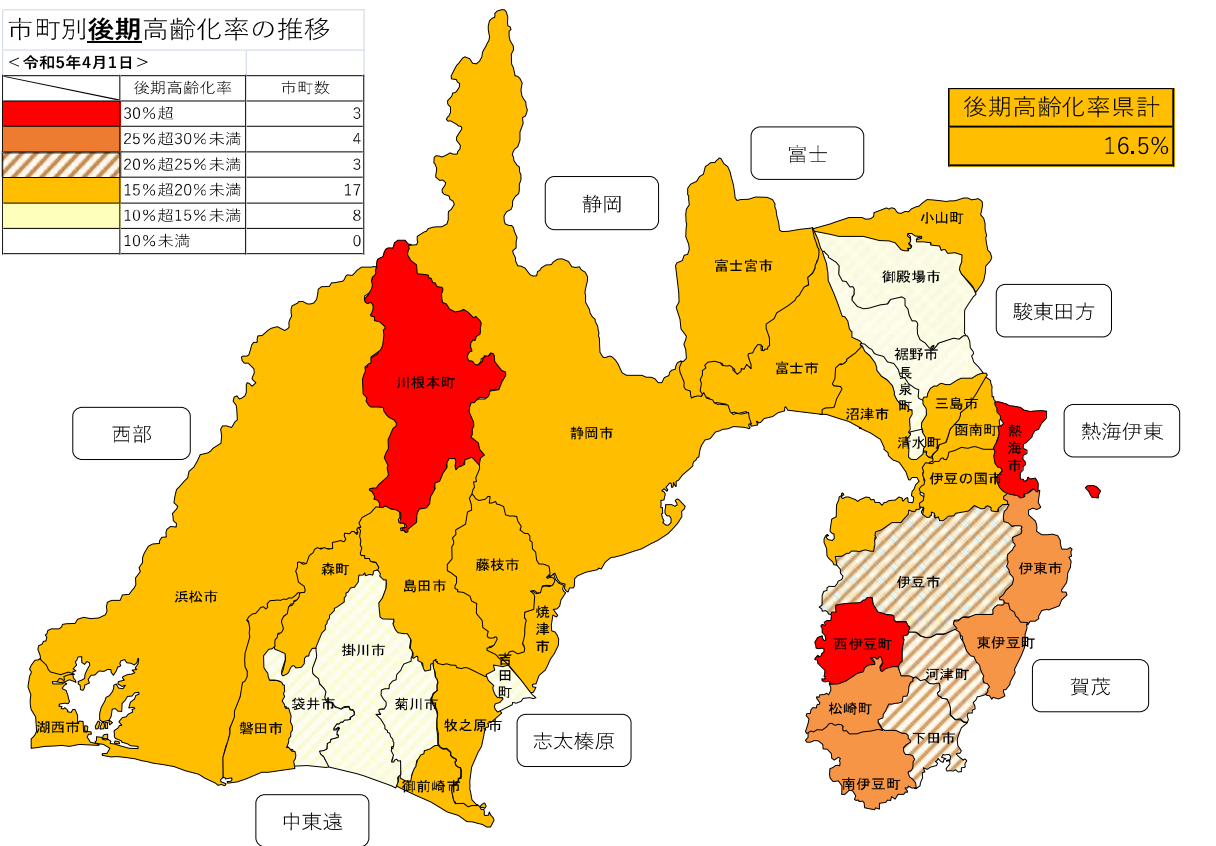 市町別後期高齢化率の推移
＜令和5年4月1日＞
後期高齢化率 市町数
30%超 3
25%超30%未満 4
20%超25%未満 3
15%超20%未満 17
10%超15%未満 8
10%未満 0
後期高齢化率県計
16.5%
富士
静岡
小山町
富士宮市
御殿場市
駿東田方
裾野市
長泉町
川根本町
富士市
沼津市
三島市
函南町
清水町
熱海市
熱海伊東
西部
静岡市
伊豆の国市
森町
島田市
藤枝市
伊豆市
伊東市
浜松市
焼津市
掛川市
西伊豆町
東伊豆町
吉田町
河津町
賀茂
袋井市
菊川市
松崎町
湖西市
磐田市
牧之原市
志太榛原
下田市
御前崎市
南伊豆町
中東遠